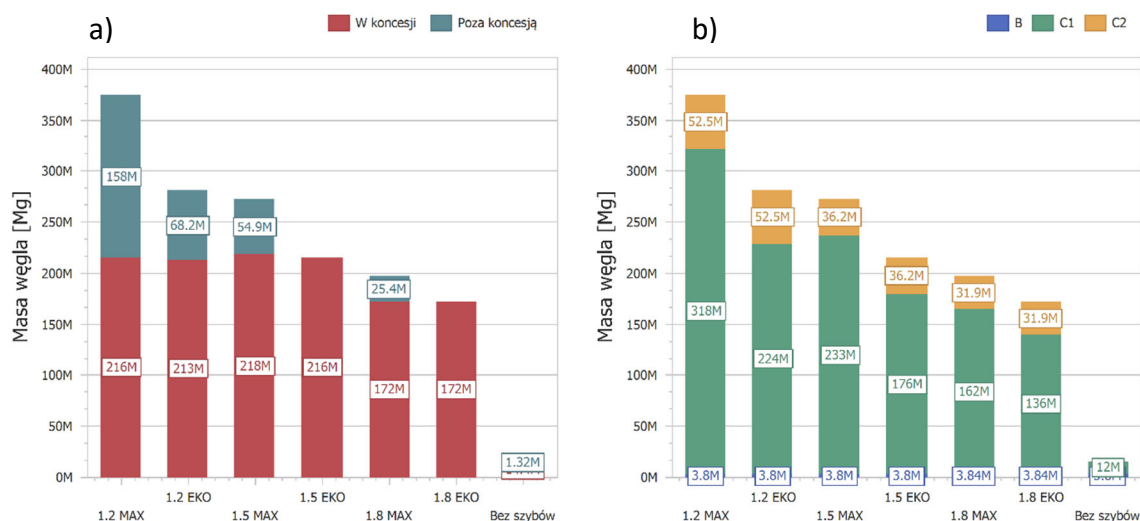 a)
W koncesji
Poza koncesją
400M
350M
300M
250M
200M
150M
100M
50M
0M
Masa węgla [Mg]
158M
68.2M
54.9M
25.4M
216M
213M
218M
216M
172M
172M
1.32M
1.2 EKO
1.5 EKO
1.8 EKO
1.2 MAX
1.5 MAX
1.8 MAX
Bez szybów
b)
B
C1
C2
400M
350M
300M
250M
200M
150M
100M
50M
0M
Masa węgla [Mg]
52.5M
52.5M
36.2M
36.2M
31.9M
31.9M
318M
224M
233M
176M
162M
136M
12M
3.8M
3.8M
3.8M
3.8M
3.84M
3.84M
1.2 EKO
1.5 EKO
1.8 EKO
1.2 MAX
1.5 MAX
1.8 MAX
Bez szybów